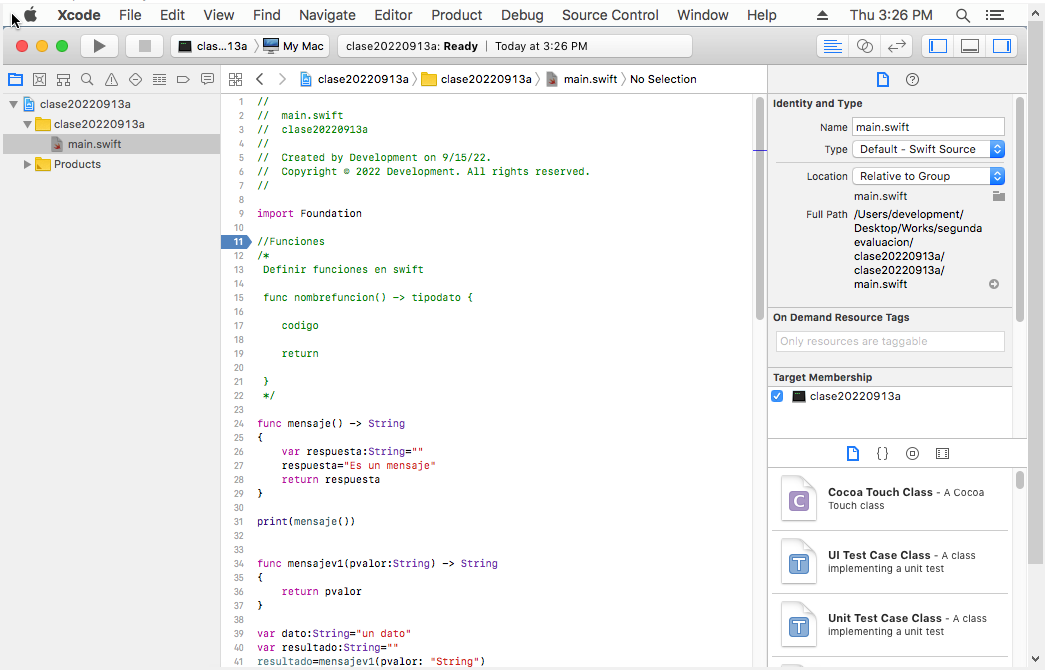 Xcode File Edit View Find Navigate Editor Product Debug Source Control Window Help Thu 3:26 PM
clas...13a My Mac clase20220913a: Ready | Today at 3:26 PM
clase20220913a clase20220913a main.swift No Selection
clase20220913a
clase20220913a
main.swift
Products
1 //
2 // main.swift
3 // clase20220913a
4 //
5 // Created by Development on 9/15/22.
6 // Copyright © 2022 Development. All rights reserved.
7 //
8
9 import Foundation
10
11 //Funciones
12 /*
13 Definir funciones en swift
14
15 func nombrefuncion() -> tipodato {
16
17 codigo
18
19 return
20
21 }
22 */
23
24 func mensaje() -> String
25 {
26 var respuesta:String=""
27 respuesta="Es un mensaje"
28 return respuesta
29 }
30
31 print(mensaje())
32
33
34 func mensajev1(pvalor:String) -> String
35 {
36 return pvalor
37 }
38
39 var dato:String="un dato"
40 var resultado:String=""
41 resultado=mensajev1(pvalor: "String")
Identity and Type
Name main.swift
Type Default - Swift Source
Location Relative to Group
main.swift
Full Path /Users/development/
Desktop/Works/segunda
evaluacion/
clase20220913a/
clase20220913a/
main.swift
On Demand Resource Tags
Only resources are taggable
Target Membership
clase20220913a
{}
C
Cocoa Touch Class - A Cocoa
Touch class
T
UI Test Case Class - A class
implementing a unit test
T
Unit Test Case Class - A class
implementing a unit test